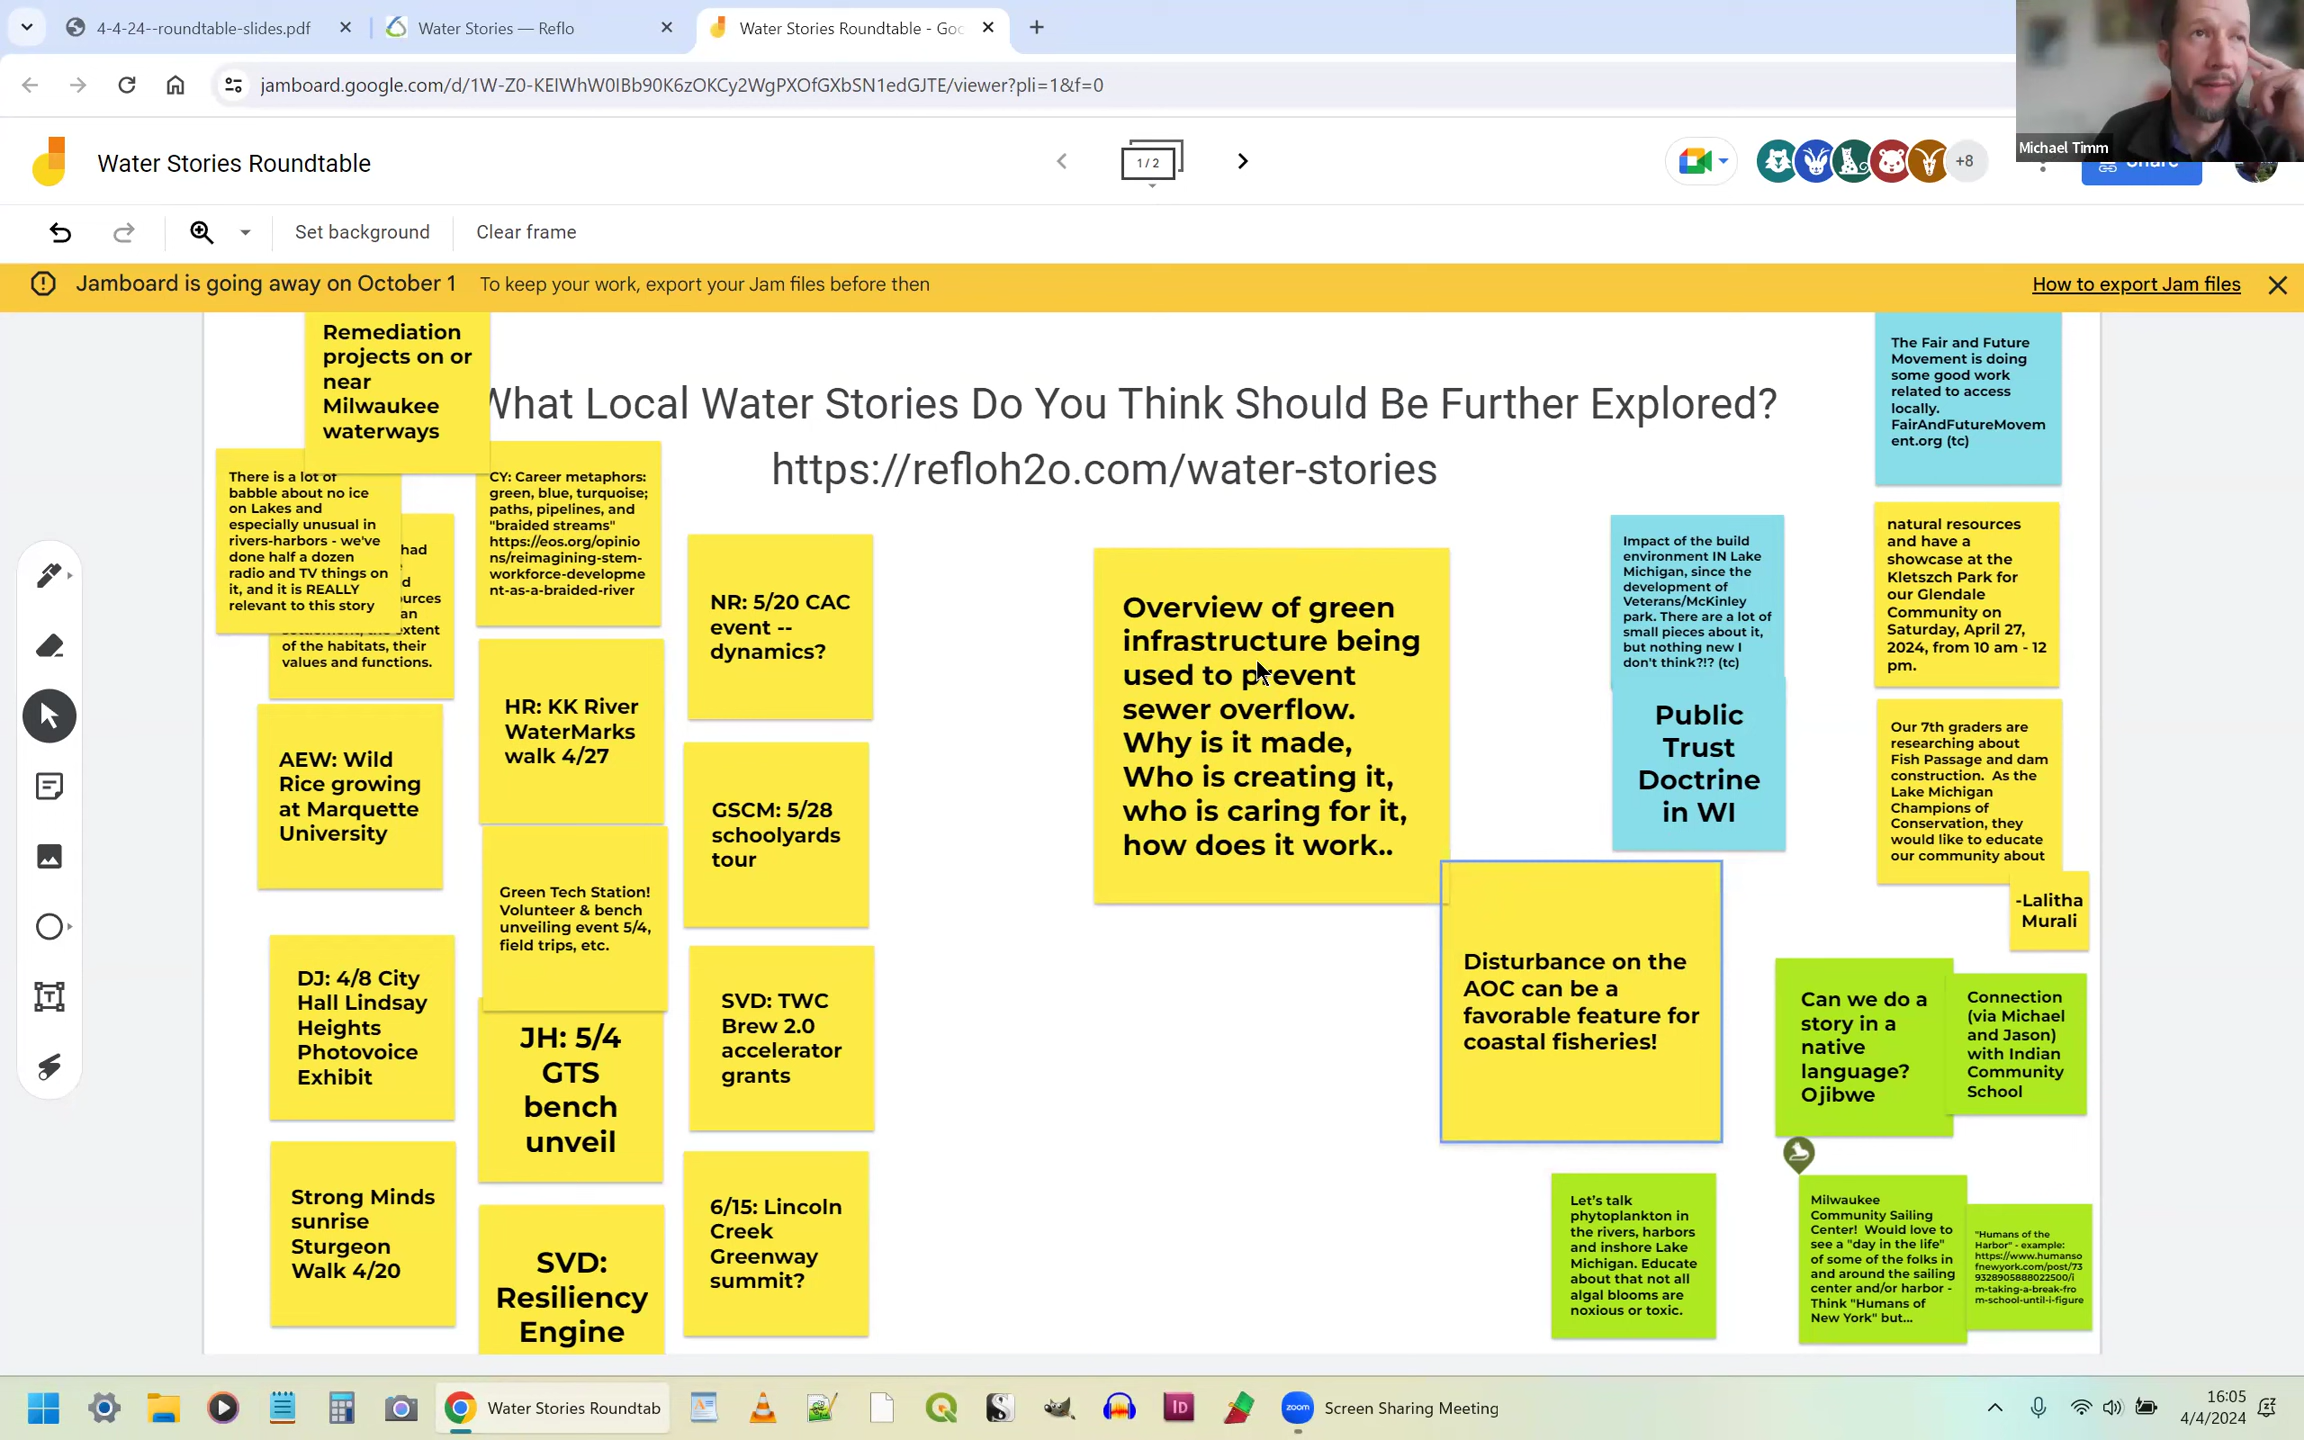 4-4-24--roundtable-slides.pdf
Water Stories — Reflo
Water Stories Roundtable - Goo
jamboard.google.com/d/1W-Z0-KEIWhW0IBb90K6zOKCy2WgPXOfGXbSN1edGJTE/viewer?pli=1&f=0
Michael Timm
Water Stories Roundtable
1 / 2
+8
Share
Set background
Clear frame
Jamboard is going away on October 1
To keep your work, export your Jam files before then
How to export Jam files
What Local Water Stories Do You Think Should Be Further Explored?
https://refloh2o.com/water-stories
Remediation
projects on or
near
Milwaukee
waterways
There is a lot of
babble about no ice
on Lakes and
especially unusual in
rivers-harbors - we've
done half a dozen
radio and TV things on
it, and it is REALLY
relevant to this story
had
an
extent
of the habitats, their
values and functions.
AEW: Wild
Rice growing
at Marquette
University
DJ: 4/8 City
Hall Lindsay
Heights
Photovoice
Exhibit
Strong Minds
sunrise
Sturgeon
Walk 4/20
CY: Career metaphors:
green, blue, turquoise;
paths, pipelines, and
"braided streams"
https://eos.org/opinio
ns/reimagining-stem-
workforce-developme
nt-as-a-braided-river
HR: KK River
WaterMarks
walk 4/27
Green Tech Station!
Volunteer & bench
unveiling event 5/4,
field trips, etc.
JH: 5/4
GTS
bench
unveil
SVD:
Resiliency
Engine
NR: 5/20 CAC
event --
dynamics?
GSCM: 5/28
schoolyards
tour
SVD: TWC
Brew 2.0
accelerator
grants
6/15: Lincoln
Creek
Greenway
summit?
Overview of green
infrastructure being
used to prevent
sewer overflow.
Why is it made,
Who is creating it,
who is caring for it,
how does it work..
Disturbance on the
AOC can be a
favorable feature for
coastal fisheries!
Impact of the build
environment IN Lake
Michigan, since the
development of
Veterans/McKinley
park. There are a lot of
small pieces about it,
but nothing new I
don't think?!? (tc)
Public
Trust
Doctrine
in WI
The Fair and Future
Movement is doing
some good work
related to access
locally.
FairAndFutureMovem
ent.org (tc)
natural resources
and have a
showcase at the
Kletszch Park for
our Glendale
Community on
Saturday, April 27,
2024, from 10 am - 12
pm.
Our 7th graders are
researching about
Fish Passage and dam
construction. As the
Lake Michigan
Champions of
Conservation, they
would like to educate
our community about
-Lalitha
Murali
Can we do a
story in a
native
language?
Ojibwe
Connection
(via Michael
and Jason)
with Indian
Community
School
Let's talk
phytoplankton in
the rivers, harbors
and inshore Lake
Michigan. Educate
about that not all
algal blooms are
noxious or toxic.
Milwaukee
Community Sailing
Center! Would love to
see a "day in the life"
of some of the folks in
and around the sailing
center and/or harbor -
Think "Humans of
New York" but...
"Humans of the
Harbor" - example:
https://www.humanso
fnewyork.com/post/73
9328905888022500/i
m-taking-a-break-fro
m-school-until-i-figure
Water Stories Roundtab
ID
zoom
Screen Sharing Meeting
16:05
4/4/2024